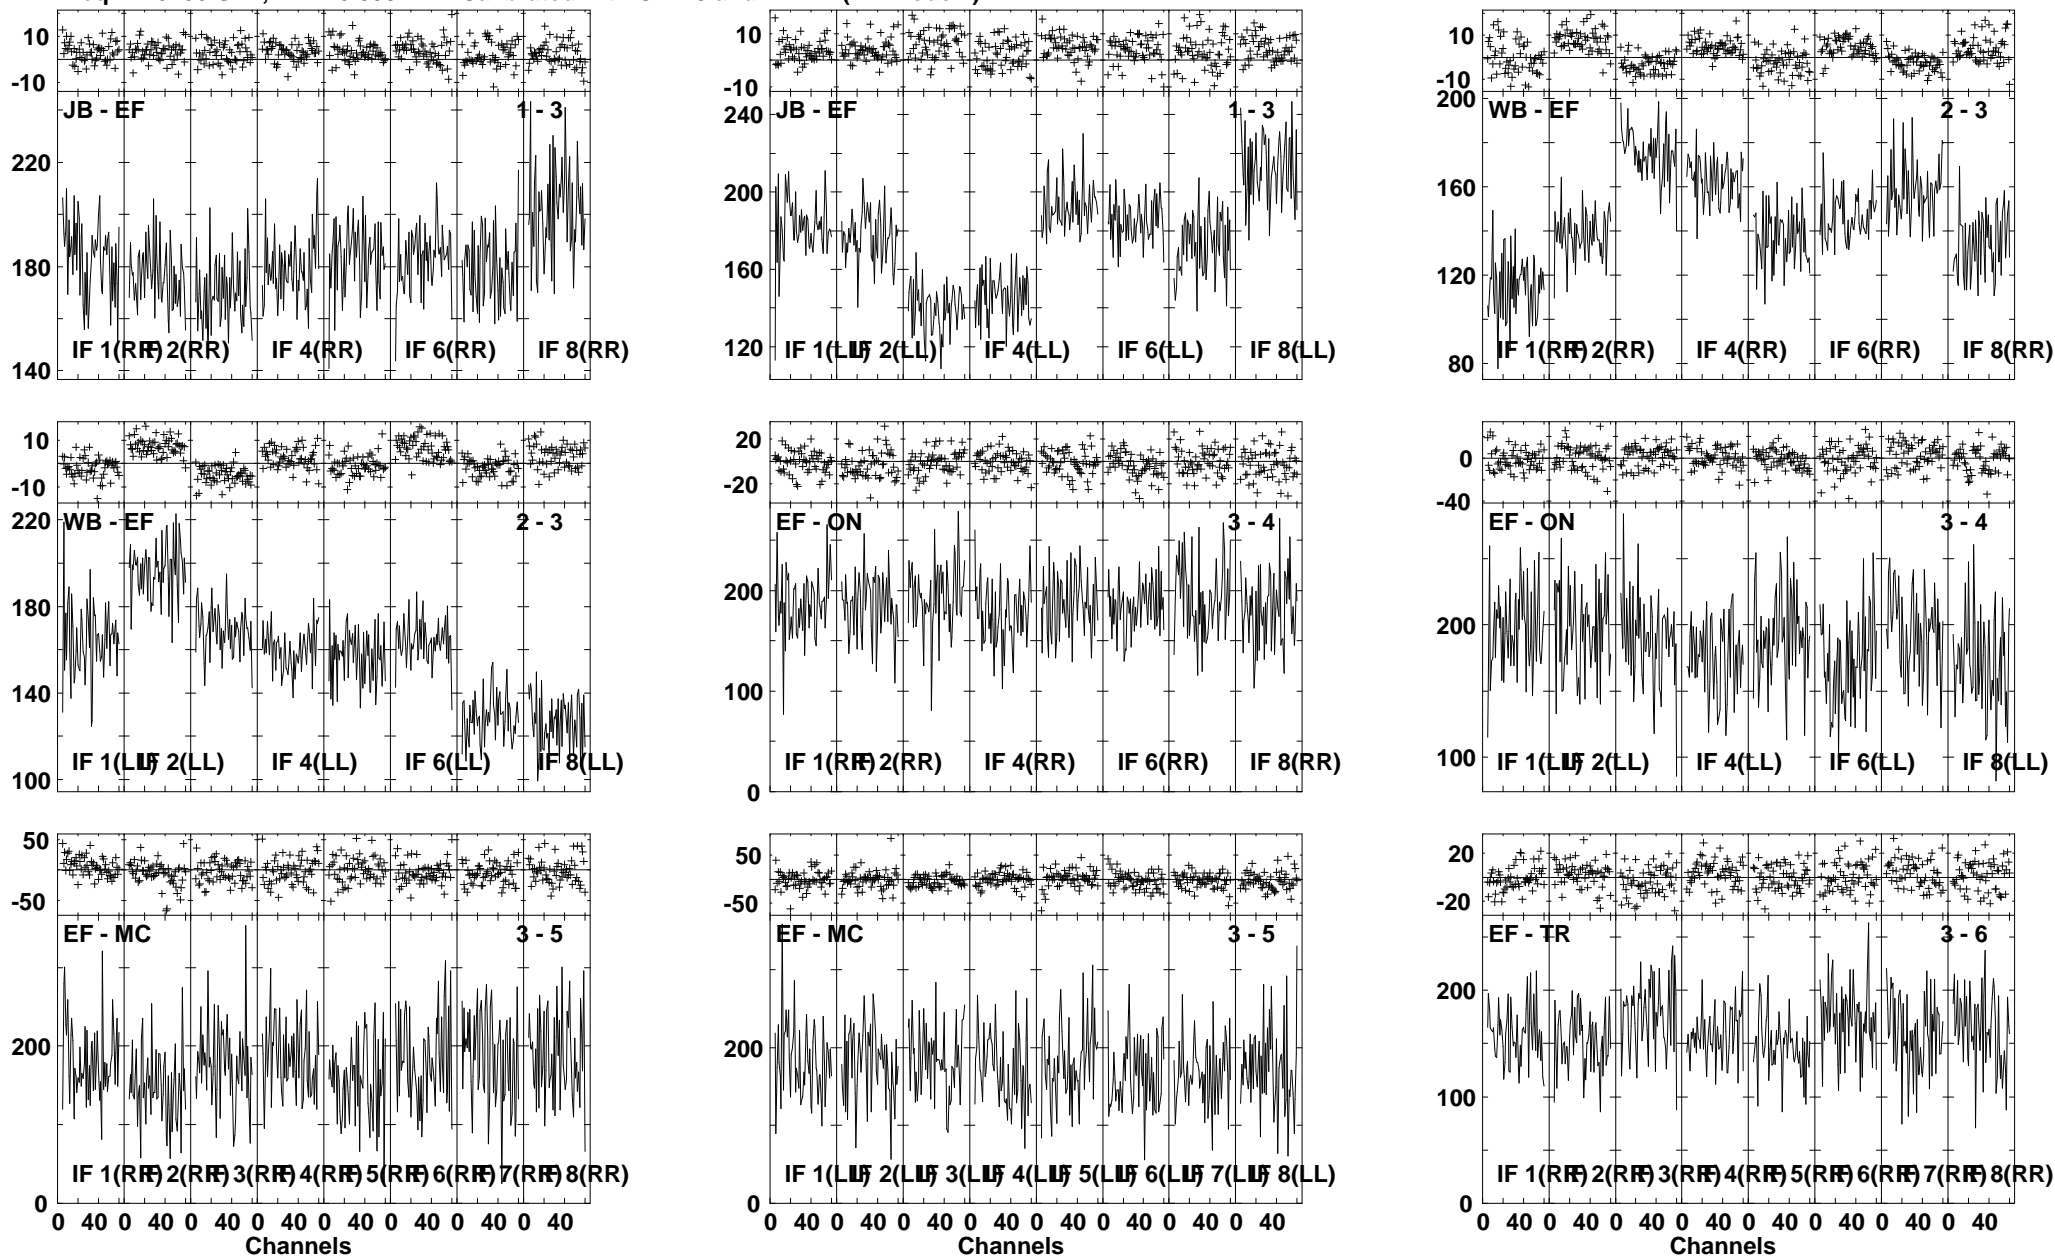 10
-10
JB - EF 1 - 3
220
180
140
IF 1(RR) IF 2(RR) IF 4(RR) IF 6(RR) IF 8(RR)
10
-10
JB - EF 1 - 3
240
200
160
120
IF 1(LL) IF 2(LL) IF 4(LL) IF 6(LL) IF 8(LL)
10
-10
WB - EF 2 - 3
200
160
120
80
IF 1(RR) IF 2(RR) IF 4(RR) IF 6(RR) IF 8(RR)
10
-10
WB - EF 2 - 3
220
180
140
100
IF 1(LL) IF 2(LL) IF 4(LL) IF 6(LL) IF 8(LL)
20
-20
EF - ON 3 - 4
200
100
0
IF 1(RR) IF 2(RR) IF 4(RR) IF 6(RR) IF 8(RR)
0
-40
EF - ON 3 - 4
200
100
IF 1(LL) IF 2(LL) IF 4(LL) IF 6(LL) IF 8(LL)
50
-50
EF - MC 3 - 5
200
0
IF 1(RR) IF 2(RR) IF 3(RR) IF 4(RR) IF 5(RR) IF 6(RR) IF 7(RR) IF 8(RR)
0 40 0 40 0 40 0 40 0 40 0 40 0 40 0 40
Channels
50
-50
EF - MC 3 - 5
200
0
IF 1(LL) IF 2(LL) IF 3(LL) IF 4(LL) IF 5(LL) IF 6(LL) IF 7(LL) IF 8(LL)
0 40 0 40 0 40 0 40 0 40 0 40 0 40 0 40
Channels
20
-20
EF - TR 3 - 6
200
100
0
IF 1(RR) IF 2(RR) IF 3(RR) IF 4(RR) IF 5(RR) IF 6(RR) IF 7(RR) IF 8(RR)
0 40 0 40 0 40 0 40 0 40 0 40 0 40 0 40
Channels